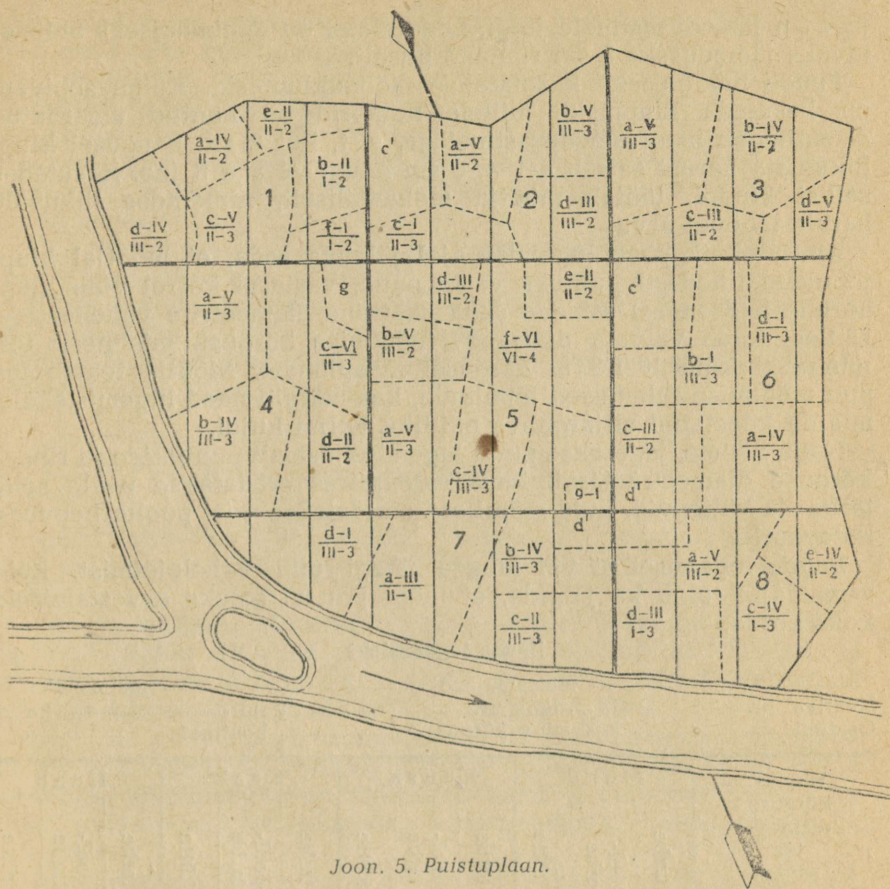 e-II
II-2
a-IV
II-2
b-II
I-2
1
d-IV
III-2
c-V
II-3
f-I
I-2
c'
a-V
II-2
c-I
II-3
b-V
III-3
2
d-III
III-2
a-V
III-3
b-IV
II-2
3
c-III
II-2
d-V
II-3
a-V
II-3
g
c-VI
II-3
b-IV
III-3
4
d-II
II-2
d-III
III-2
b-V
III-2
e-II
II-2
f-VI
VI-4
a-V
II-3
5
c-IV
III-3
g-1
c'
d-I
III-3
b-I
III-3
6
c-III
II-2
a-IV
III-3
d'
d-I
III-3
a-III
II-1
7
d'
b-IV
III-3
c-II
III-3
a-V
III-2
d-III
I-3
8
c-IV
I-3
e-IV
II-2
Joon. 5. Puistuplaan.